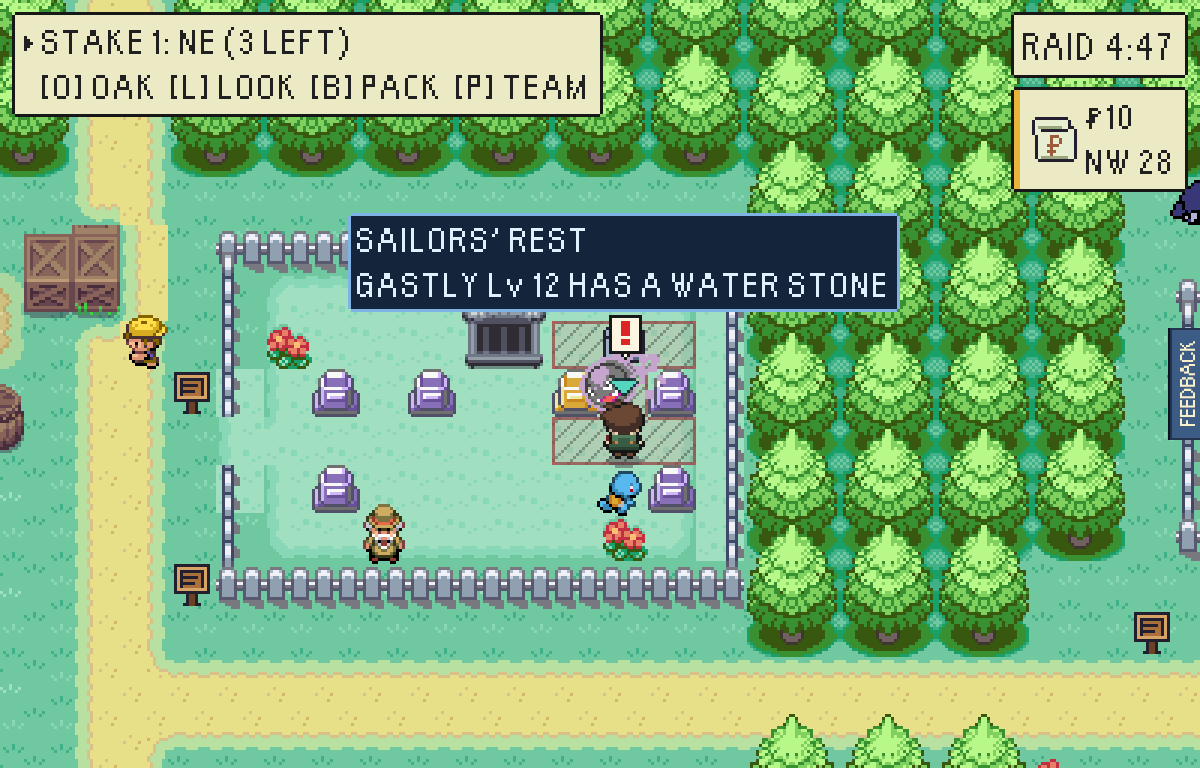 ▸STAKE 1: NE (3 LEFT)
[O] OAK [L] LOOK [B] PACK [P] TEAM
RAID 4:47
₽10
NW 28
SAILORS' REST
GASTLY Lv 12 HAS A WATER STONE
!
FEEDBACK